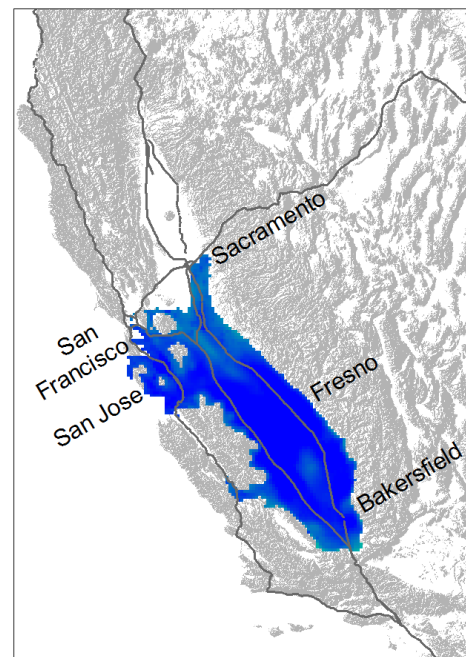 Sacramento
San
Francisco
San Jose
Fresno
Bakersfield